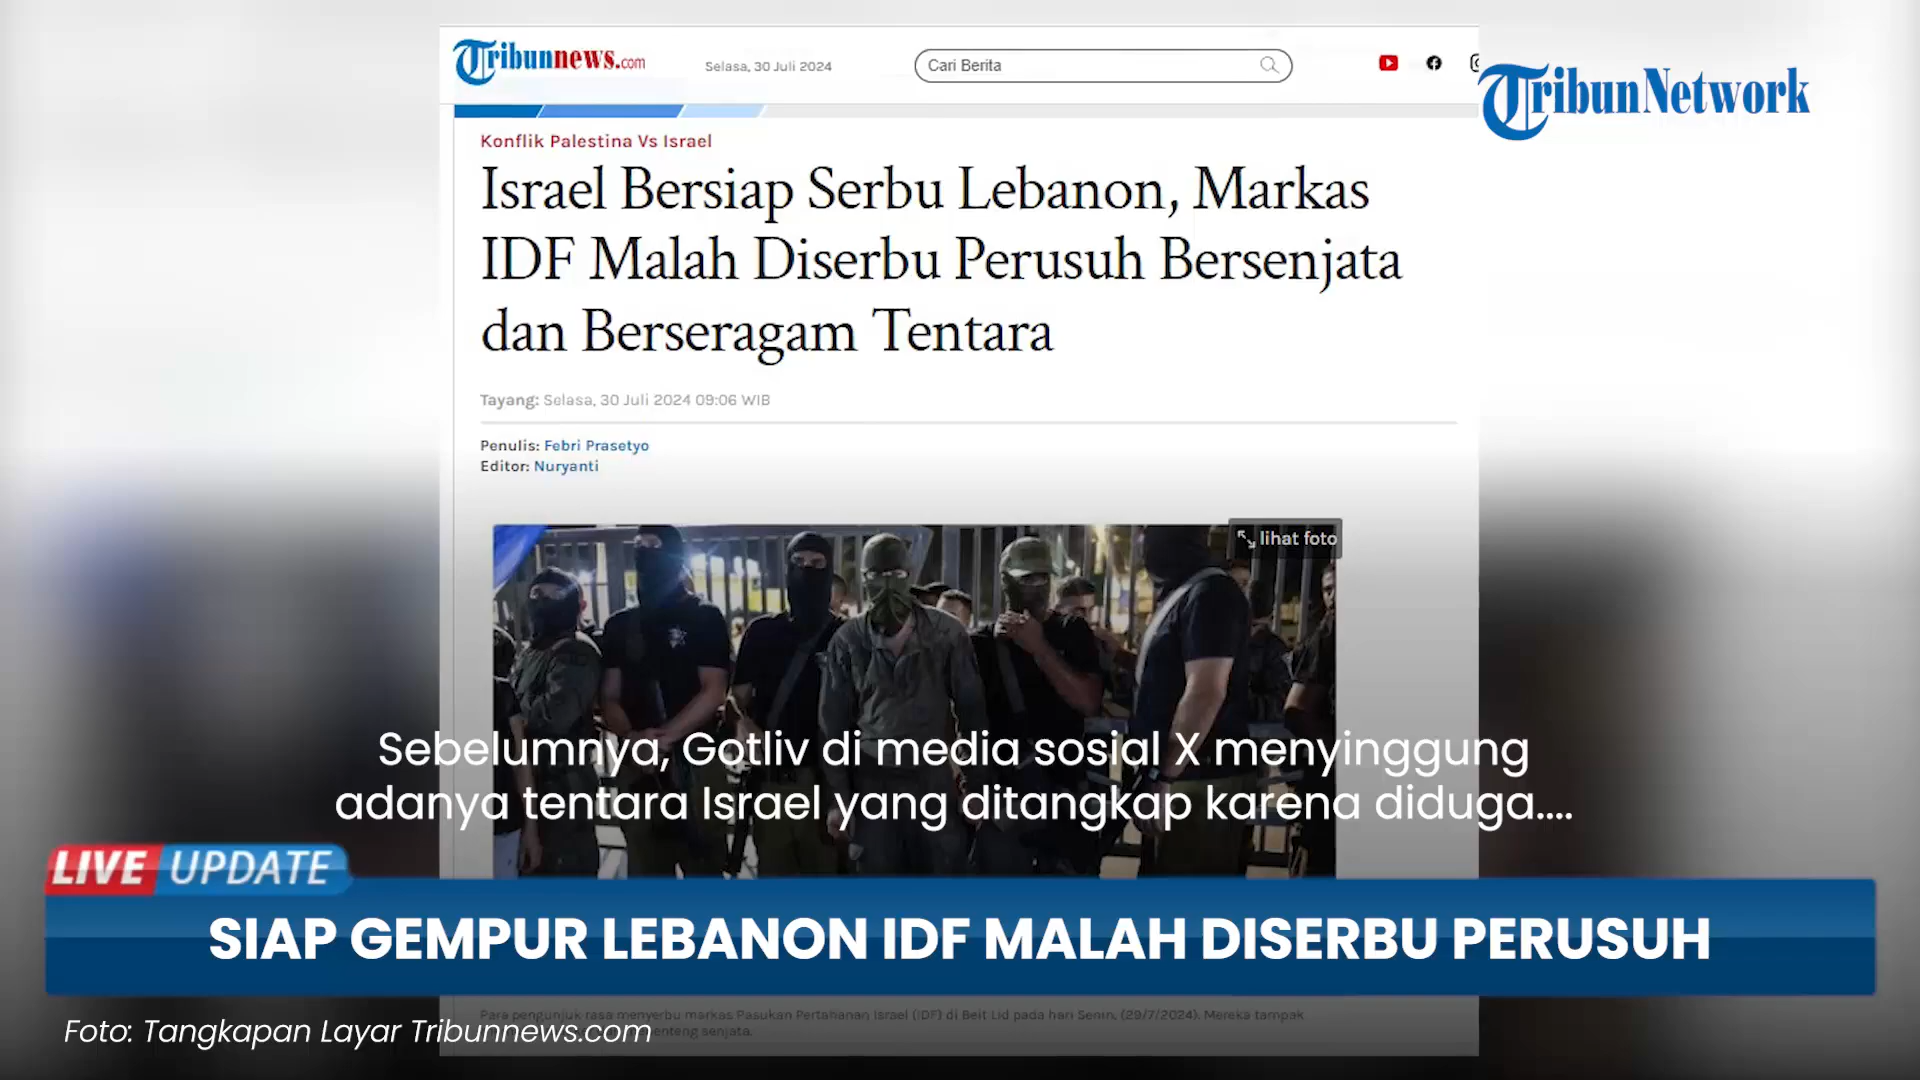 Tribunnews.com
Selasa, 30 Juli 2024
Cari Berita
TribunNetwork
Konflik Palestina Vs Israel
Israel Bersiap Serbu Lebanon, Markas
IDF Malah Diserbu Perusuh Bersenjata
dan Berseragam Tentara
Tayang: Selasa, 30 Juli 2024 09:06 WIB
Penulis: Febri Prasetyo
Editor: Nuryanti
lihat foto
Sebelumnya, Gotliv di media sosial X menyinggung
adanya tentara Israel yang ditangkap karena diduga....
LIVE UPDATE
SIAP GEMPUR LEBANON IDF MALAH DISERBU PERUSUH
Para pengunjuk rasa menyerbu markas Pasukan Pertahanan Israel (IDF) di Beit Lid pada hari Senin, (29/7/2024). Mereka tampak
menenteng senjata.
Foto: Tangkapan Layar Tribunnews.com